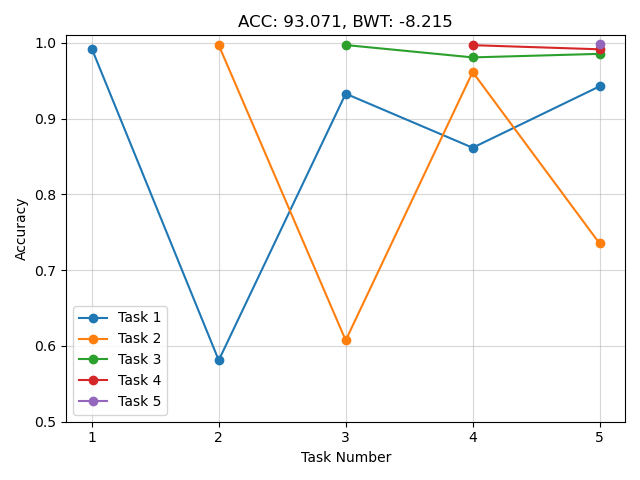 ACC: 93.071, BWT: -8.215
1.0
0.9
0.8
0.7
0.6
0.5
Accuracy
Task 1
Task 2
Task 3
Task 4
Task 5
1 2 3 4 5
Task Number